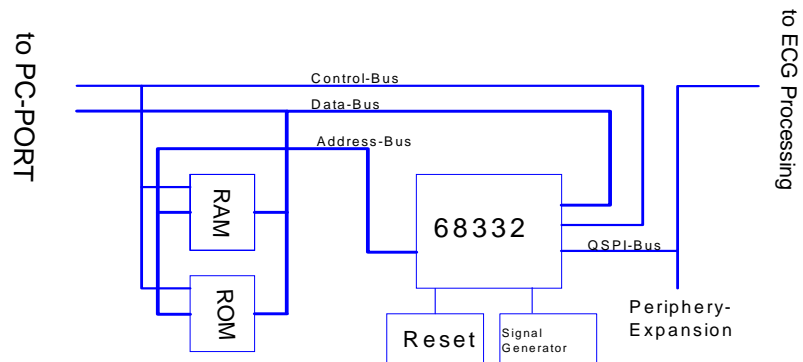 to PC-PORT
Control-Bus
Data-Bus
Address-Bus
RAM
ROM
68332
QSPI-Bus
Reset
Signal
Generator
Periphery-
Expansion
to ECG Processing